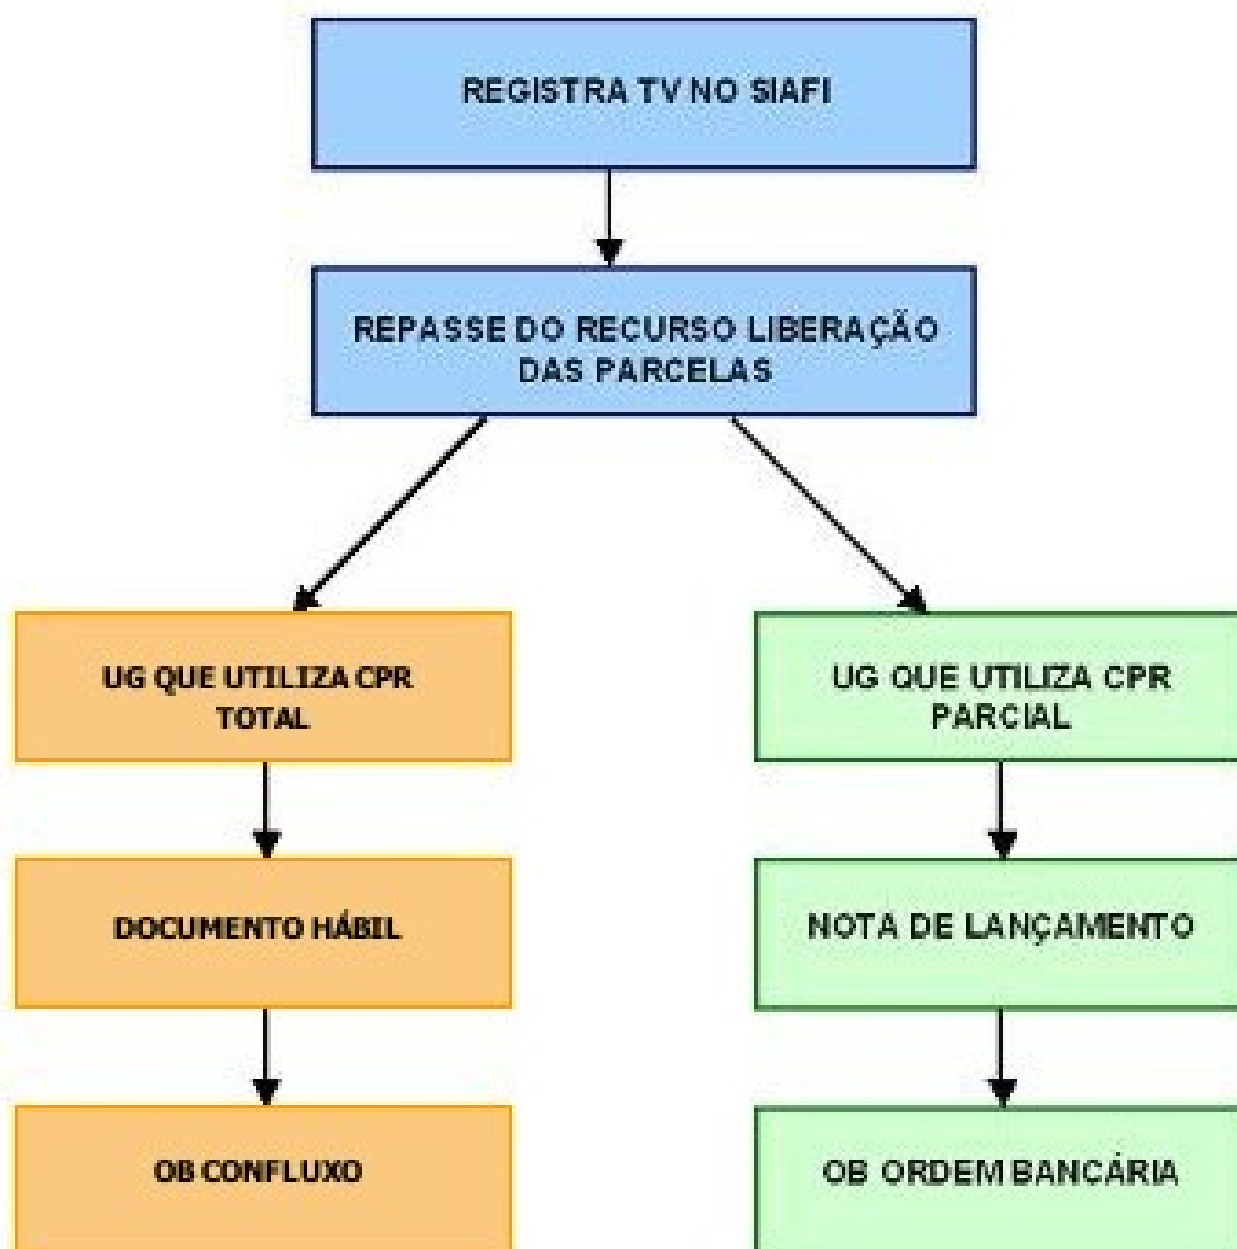 REGISTRA TV NO SIAFI
REPASSE DO RECURSO LIBERAÇÃO
DAS PARCELAS
UG QUE UTILIZA CPR
TOTAL
UG QUE UTILIZA CPR
PARCIAL
DOCUMENTO HÁBIL
NOTA DE LANÇAMENTO
OB CONFLUXO
OB ORDEM BANCÁRIA